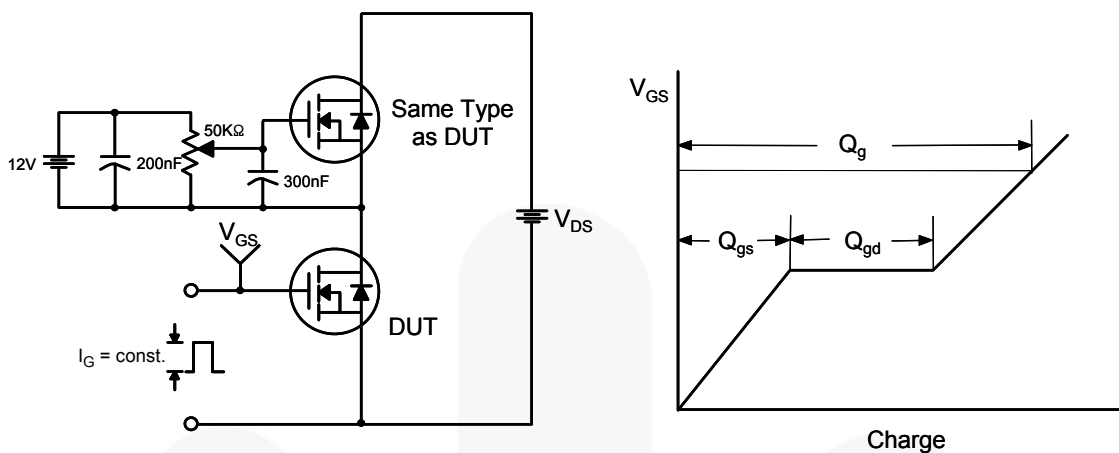 Same Type
as DUT
50KΩ
12V
200nF
300nF
V_GS
V_DS
DUT
I_G = const.
V_GS
Q_g
Q_gs
Q_gd
Charge